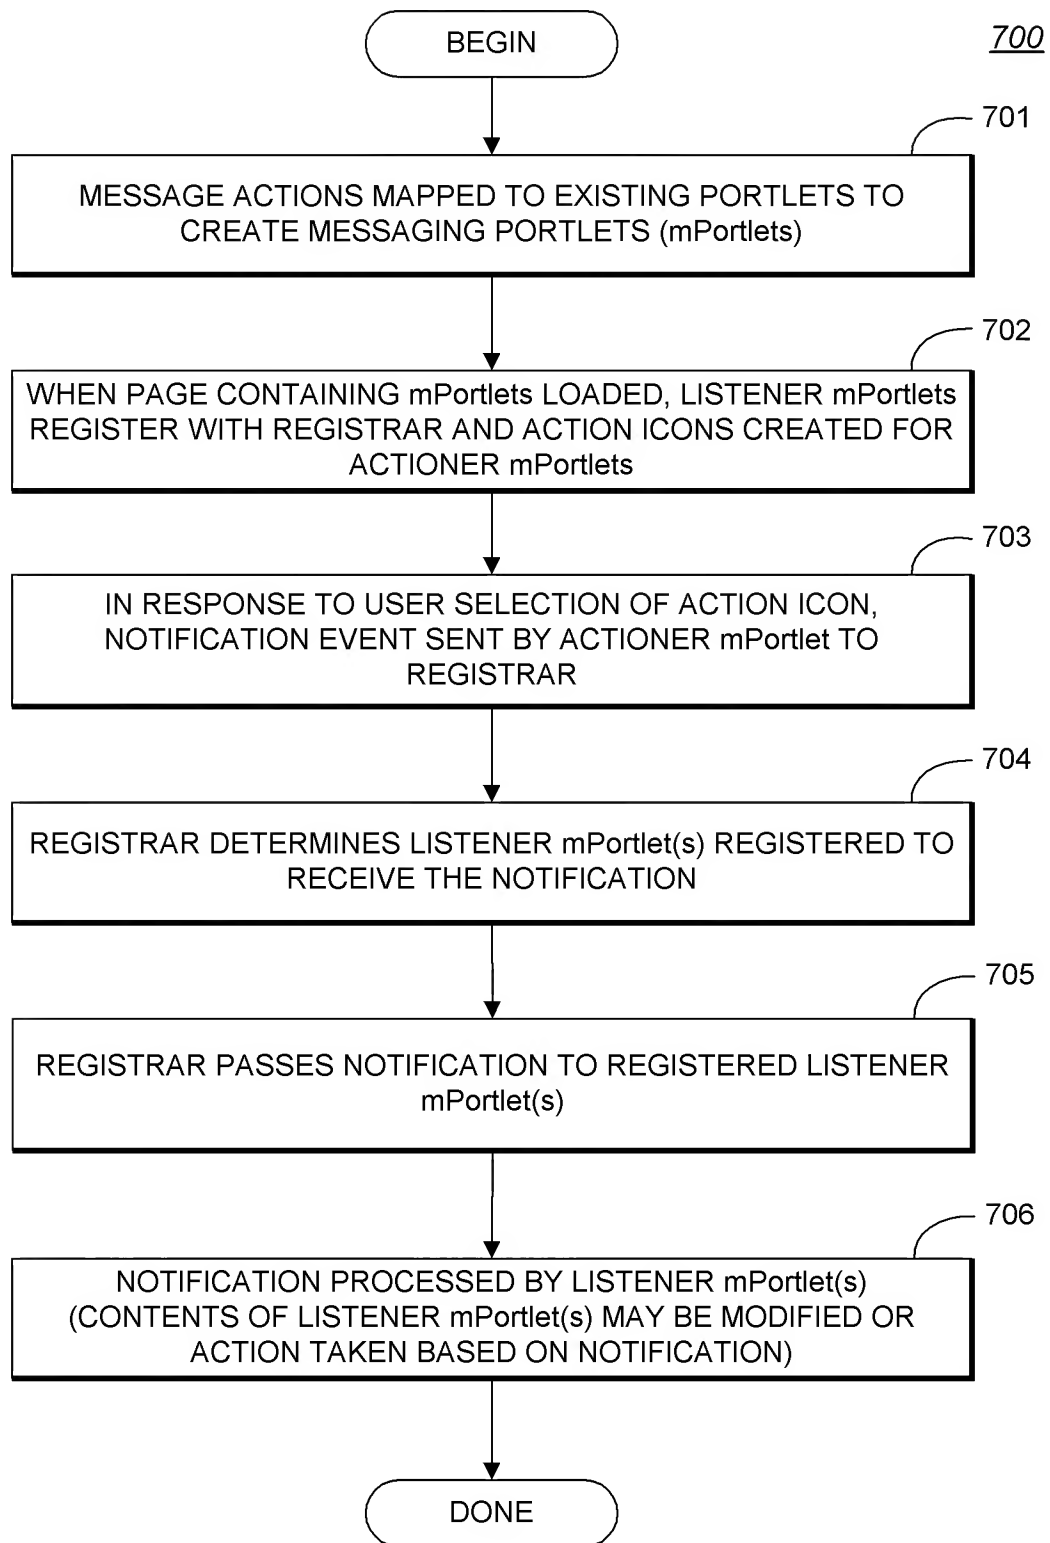 BEGIN
700
701
MESSAGE ACTIONS MAPPED TO EXISTING PORTLETS TO
CREATE MESSAGING PORTLETS (mPortlets)
702
WHEN PAGE CONTAINING mPortlets LOADED, LISTENER mPortlets
REGISTER WITH REGISTRAR AND ACTION ICONS CREATED FOR
ACTIONER mPortlets
703
IN RESPONSE TO USER SELECTION OF ACTION ICON,
NOTIFICATION EVENT SENT BY ACTIONER mPortlet TO
REGISTRAR
704
REGISTRAR DETERMINES LISTENER mPortlet(s) REGISTERED TO
RECEIVE THE NOTIFICATION
705
REGISTRAR PASSES NOTIFICATION TO REGISTERED LISTENER
mPortlet(s)
706
NOTIFICATION PROCESSED BY LISTENER mPortlet(s)
(CONTENTS OF LISTENER mPortlet(s) MAY BE MODIFIED OR
ACTION TAKEN BASED ON NOTIFICATION)
DONE